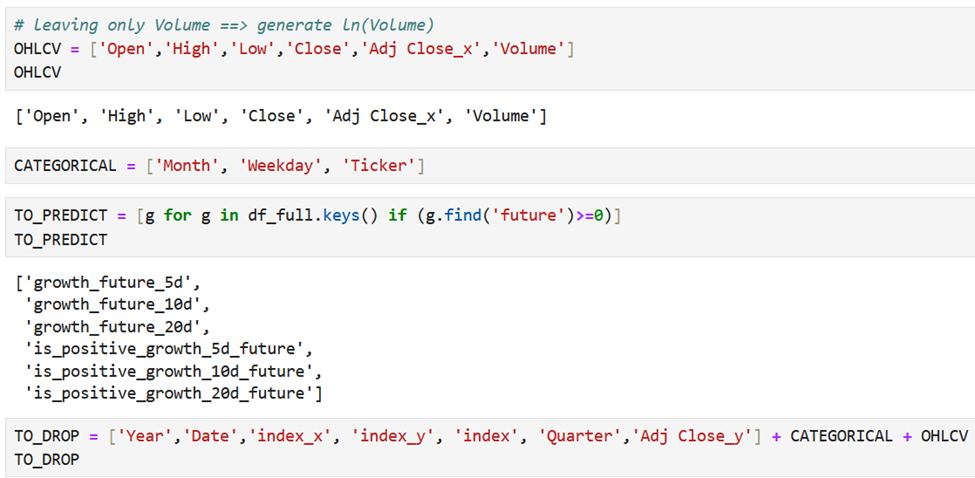 # leaving only Volume ==> generate ln(Volume)
OHLCV = ['Open','High','Low','Close','Adj Close_x','Volume']
OHLCV
['Open', 'High', 'Low', 'Close', 'Adj Close_x', 'Volume']
CATEGORICAL = ['Month', 'Weekday', 'Ticker']
TO_PREDICT = [g for g in df_full.keys() if (g.find('future')>=0)]
TO_PREDICT
['growth_future_5d',
'growth_future_10d',
'growth_future_20d',
'is_positive_growth_5d_future',
'is_positive_growth_10d_future',
'is_positive_growth_20d_future']
TO_DROP = ['Year','Date','index_x', 'index_y', 'index', 'Quarter','Adj Close_y'] + CATEGORICAL + OHLCV
TO_DROP